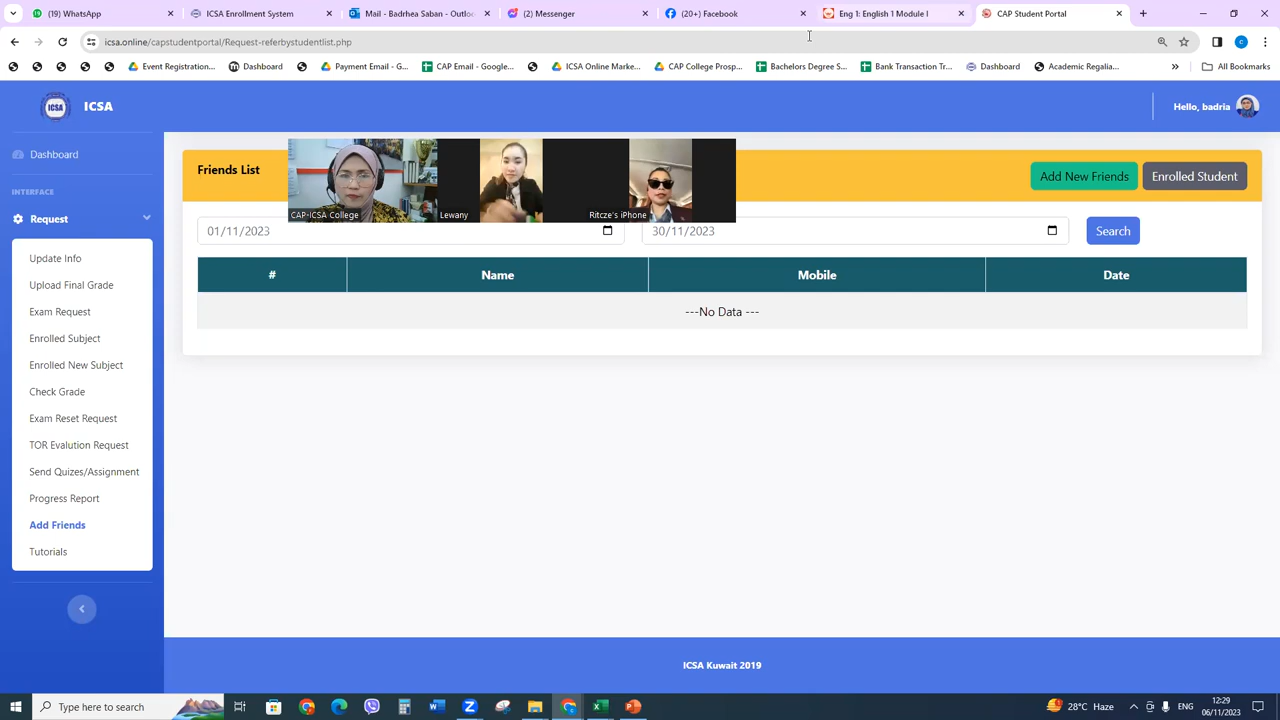 (19) WhatsApp
ICSA Enrollment System
Mail - Badrhea Saban - Outloo
(2) Messenger
(20+) Facebook
Eng 1: English 1 Module I
CAP Student Portal
icsa.online/capstudentportal/Request-referbystudentlist.php
Event Registration...
Dashboard
Payment Email - G...
CAP Email - Google...
ICSA Online Marke...
CAP College Prosp...
Bachelors Degree S...
Bank Transaction Tr...
Dashboard
Academic Regalia...
All Bookmarks
ICSA
ICSA
Hello, badria
Dashboard
INTERFACE
Request
Update Info
Upload Final Grade
Exam Request
Enrolled Subject
Enrolled New Subject
Check Grade
Exam Reset Request
TOR Evalution Request
Send Quizes/Assignment
Progress Report
Add Friends
Tutorials
Friends List
Add New Friends
Enrolled Student
CAP-ICSA College
Lewany
Ritcze's iPhone
01/11/2023
30/11/2023
Search
# Name Mobile Date
---No Data ---
ICSA Kuwait 2019
Type here to search
28°C Haze
ENG
12:29
06/11/2023